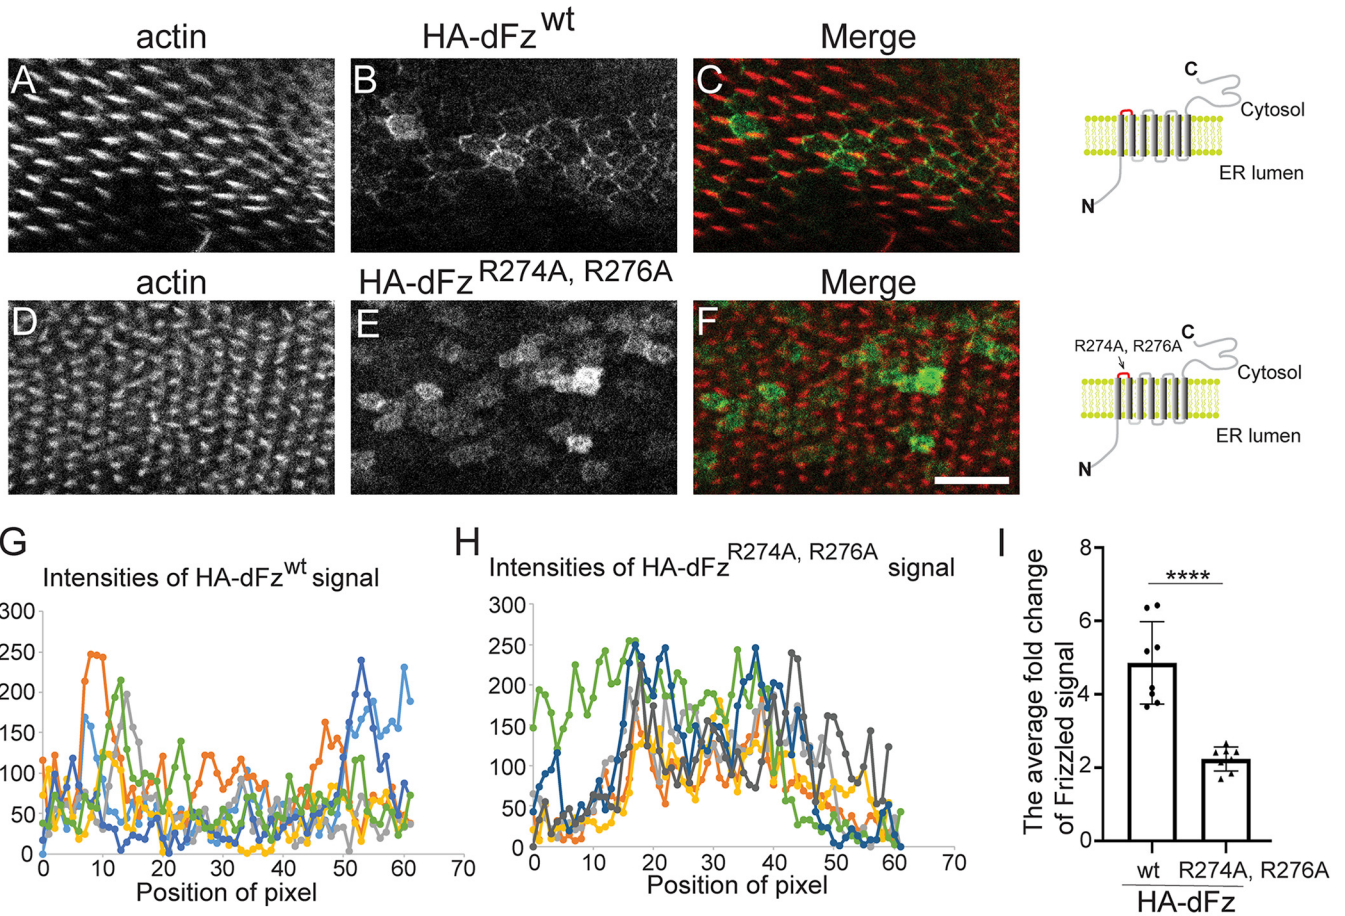 actin HA-dFz wt Merge
A B C
C
Cytosol
ER lumen
N
actin HA-dFz R274A, R276A Merge
D E F
C
R274A, R276A
Cytosol
ER lumen
N
G
Intensities of HA-dFz wt signal
300
250
200
150
100
50
0
0 10 20 30 40 50 60 70
Position of pixel
H
Intensities of HA-dFz R274A, R276A signal
300
250
200
150
100
50
0
0 10 20 30 40 50 60 70
Position of pixel
I
The average fold change
of Frizzled signal
8
6
4
2
0
****
wt R274A, R276A
HA-dFz